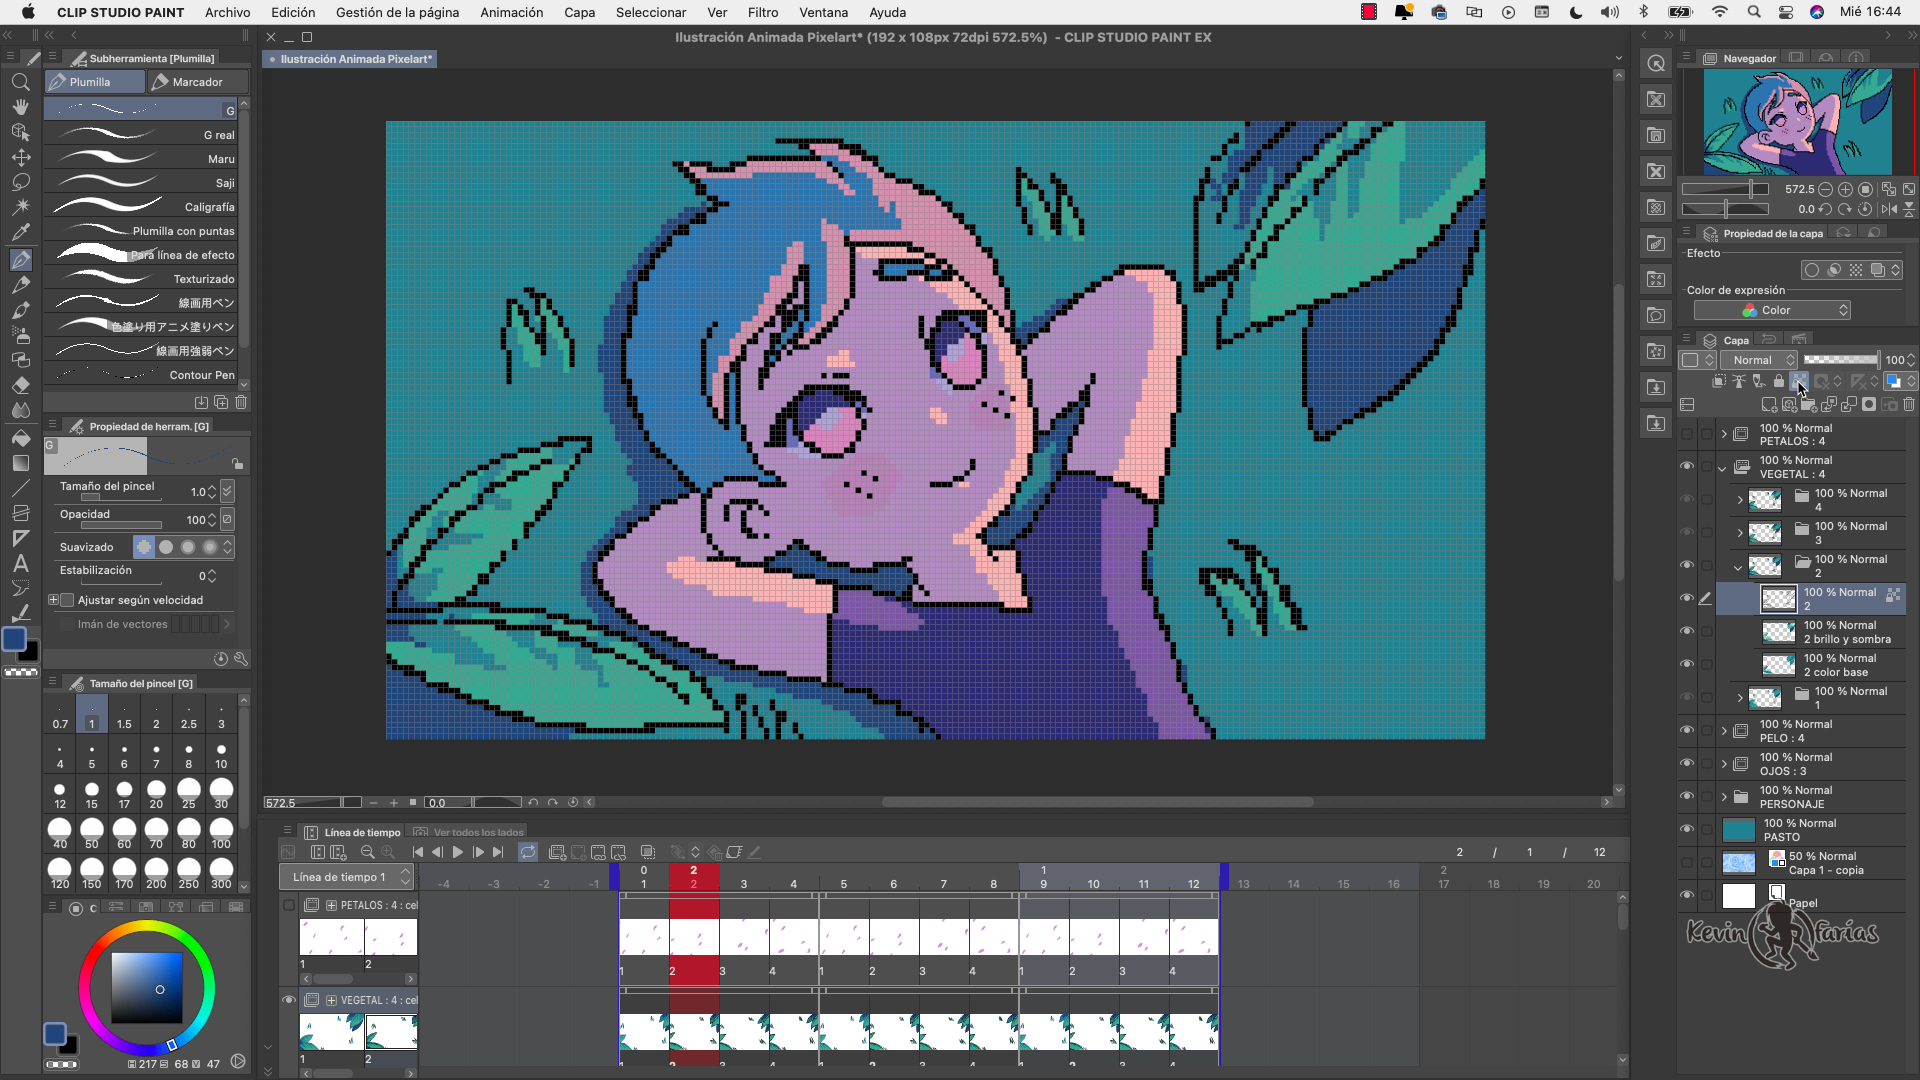 CLIP STUDIO PAINT Archivo Edición Gestión de la página Animación Capa Seleccionar Ver Filtro Ventana Ayuda Mié 16:44
Ilustración Animada Pixelart* (192 x 108px 72dpi 572.5%) - CLIP STUDIO PAINT EX
Ilustración Animada Pixelart*
Subherramienta [Plumilla]
Plumilla
Marcador
G
G real
Maru
Saji
Caligrafía
Plumilla con puntas
Para línea de efecto
Texturizado
線画用ペン
色塗り用アニメ塗りペン
線画用強弱ペン
Contour Pen
Propiedad de herram. [G]
G
Tamaño del pincel 1.0
Opacidad 100
Suavizado
Estabilización 0
Ajustar según velocidad
Imán de vectores
Tamaño del pincel [G]
0.7 1 1.5 2 2.5 3
4 5 6 7 8 10
12 15 17 20 25 30
40 50 60 70 80 100
120 150 170 200 250 300
C
217 68 47
572.5 0.0
Línea de tiempo
Ver todos los lados
2 / 1 / 12
Línea de tiempo 1
0 2 1 2
-4 -3 -2 -1 1 2 3 4 5 6 7 8 9 10 11 12 13 14 15 16 17 18 19 20
PETALOS : 4 : cel
1 2
1 2 3 4 1 2 3 4 1 2 3 4
VEGETAL : 4 : cel
1 2
Navegador
572.5
0.0
Propiedad de la capa
Efecto
Color de expresión
Color
Capa
Normal 100
100 % Normal
PETALOS : 4
100 % Normal
VEGETAL : 4
100 % Normal
4
100 % Normal
3
100 % Normal
2
100 % Normal
2
100 % Normal
2 brillo y sombra
100 % Normal
2 color base
100 % Normal
1
100 % Normal
PELO : 4
100 % Normal
OJOS : 3
100 % Normal
PERSONAJE
100 % Normal
PASTO
50 % Normal
Capa 1 - copia
Papel
Kevin Farias